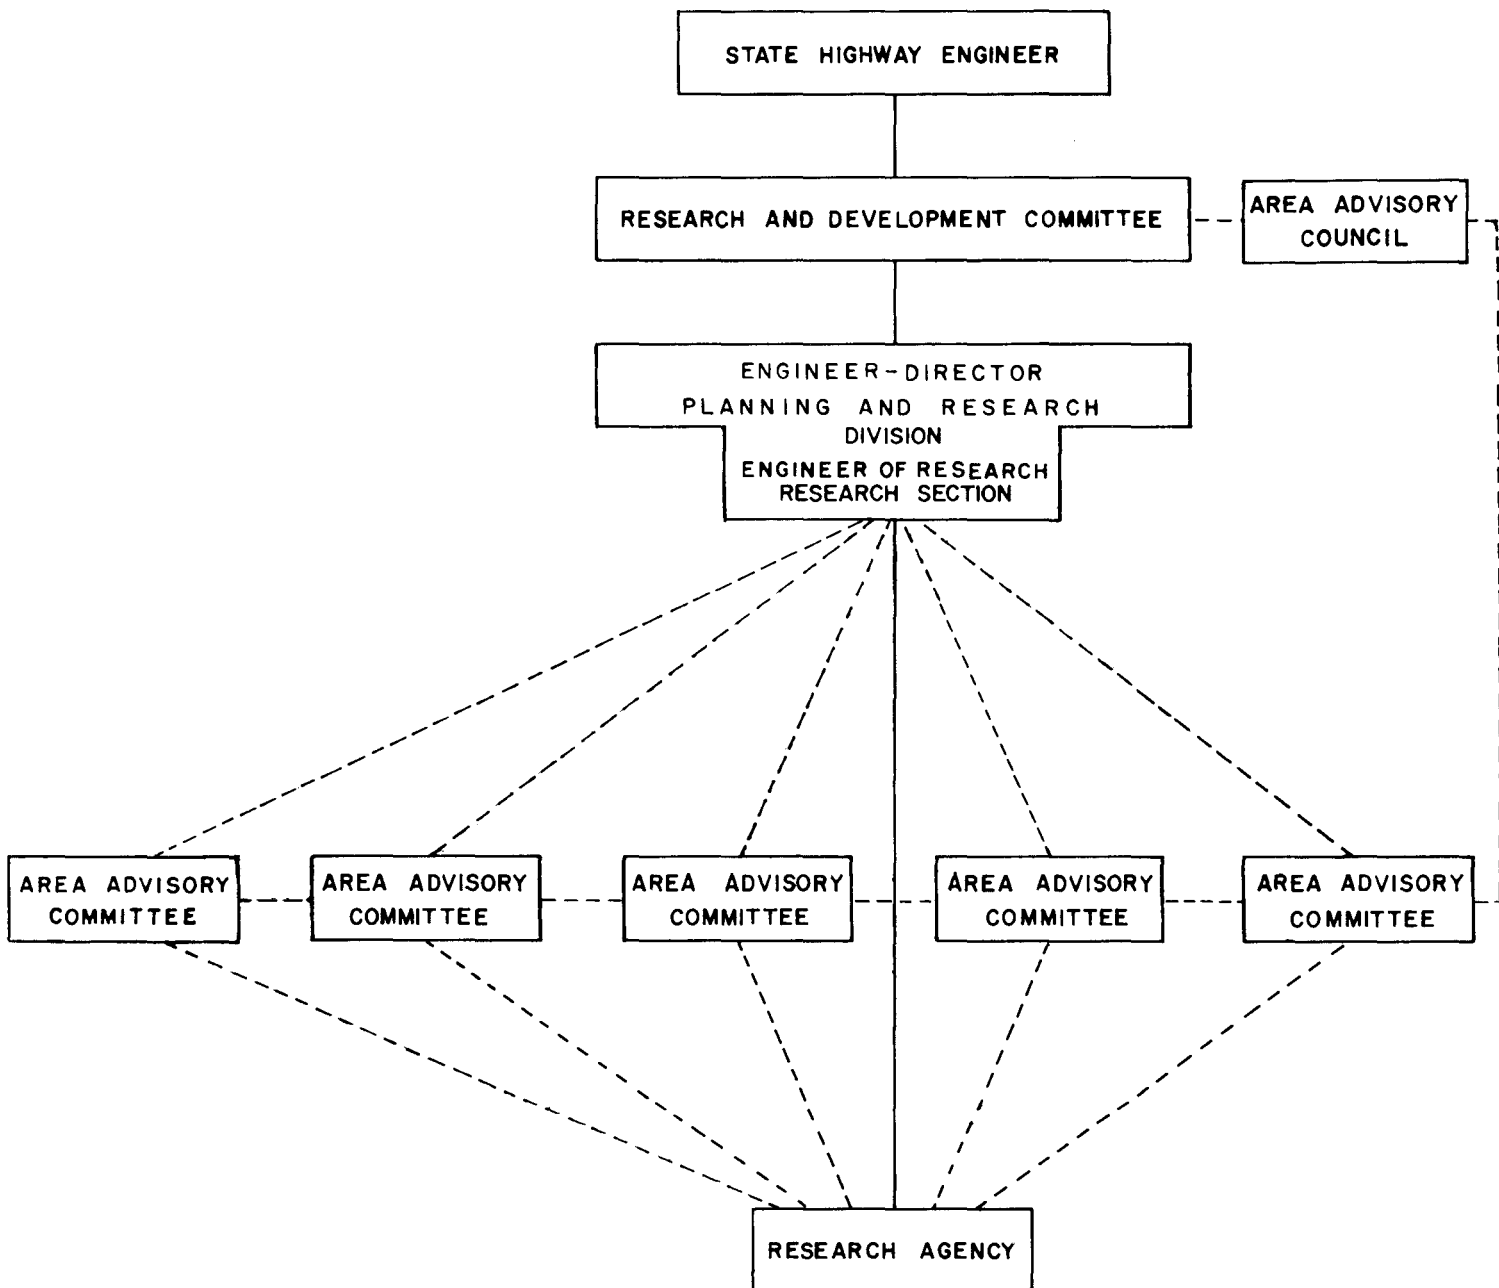 STATE HIGHWAY ENGINEER
RESEARCH AND DEVELOPMENT COMMITTEE
AREA ADVISORY
COUNCIL
ENGINEER-DIRECTOR
PLANNING AND RESEARCH
DIVISION
ENGINEER OF RESEARCH
RESEARCH SECTION
AREA ADVISORY
COMMITTEE
AREA ADVISORY
COMMITTEE
AREA ADVISORY
COMMITTEE
AREA ADVISORY
COMMITTEE
AREA ADVISORY
COMMITTEE
RESEARCH AGENCY